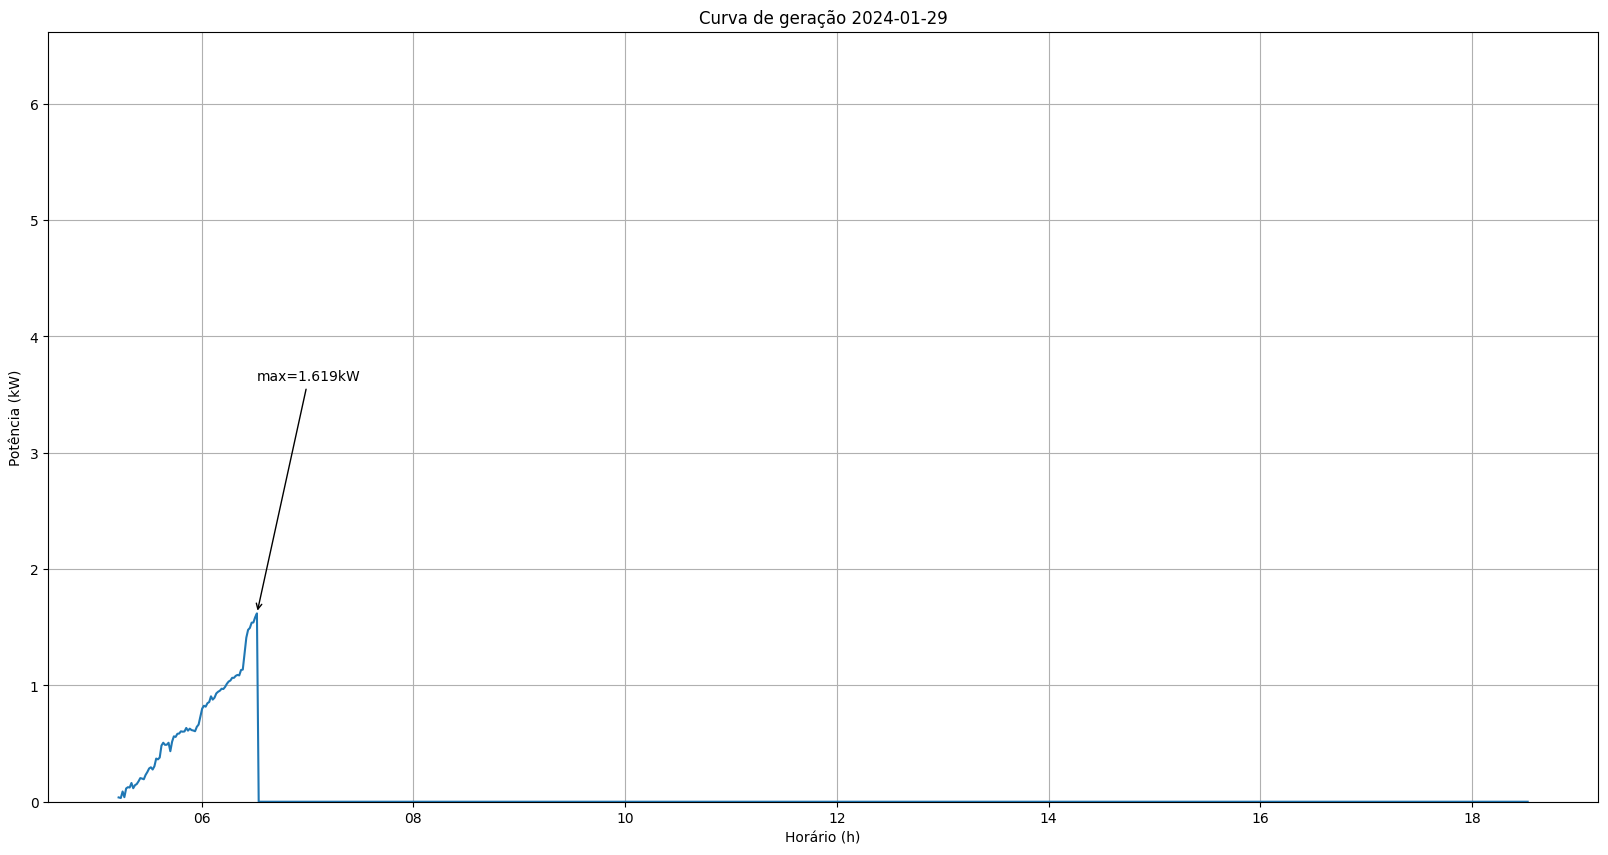 Curva de geração 2024-01-29
Potência (kW)
6
5
4
3
2
1
0
max=1.619kW
06 08 10 12 14 16 18
Horário (h)